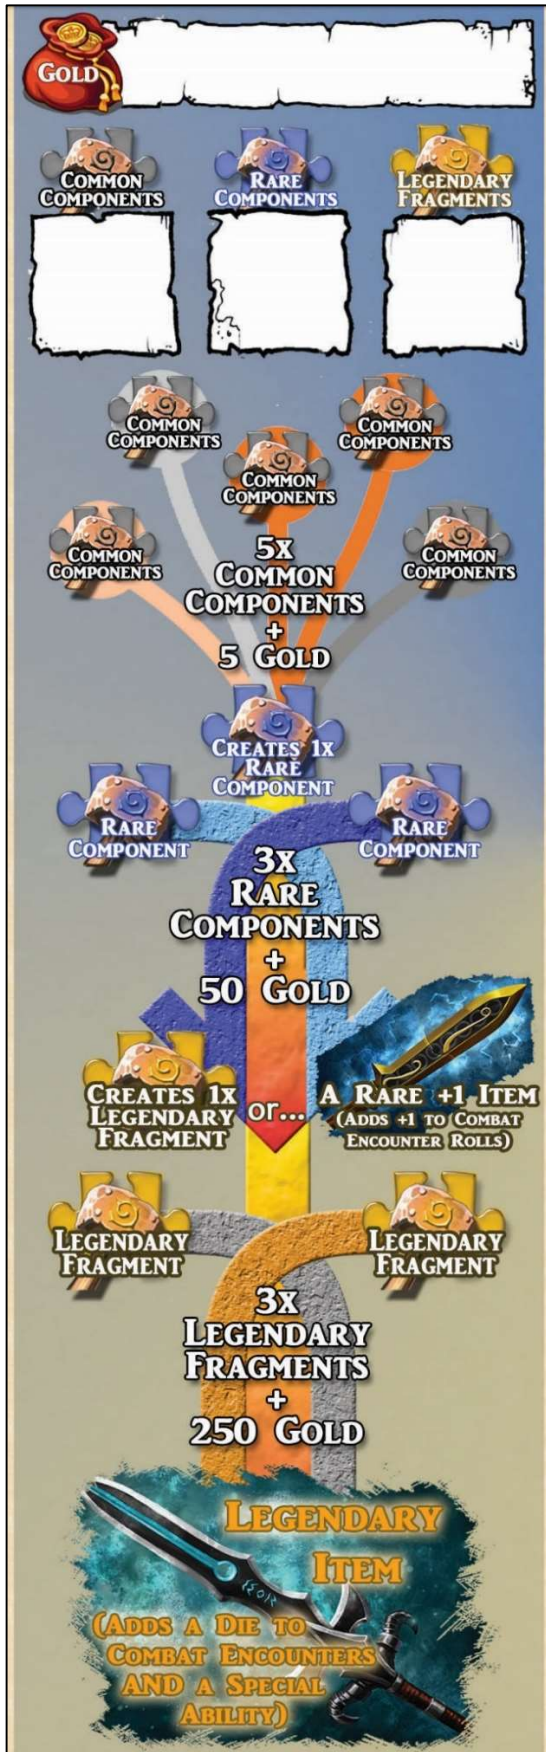 GOLD
COMMON
COMPONENTS
RARE
COMPONENTS
LEGENDARY
FRAGMENTS
COMMON
COMPONENTS
COMMON
COMPONENTS
COMMON
COMPONENTS
COMMON
COMPONENTS
COMMON
COMPONENTS
5X
COMMON
COMPONENTS
+
5 GOLD
CREATES 1X
RARE
COMPONENT
RARE
COMPONENT
RARE
COMPONENT
3X
RARE
COMPONENTS
+
50 GOLD
CREATES 1X
LEGENDARY
FRAGMENT
or...
A RARE +1 ITEM
(ADDS +1 TO COMBAT
ENCOUNTER ROLLS)
LEGENDARY
FRAGMENT
LEGENDARY
FRAGMENT
3X
LEGENDARY
FRAGMENTS
+
250 GOLD
LEGENDARY
ITEM
(ADDS A DIE TO
COMBAT ENCOUNTERS
AND A SPECIAL
ABILITY)